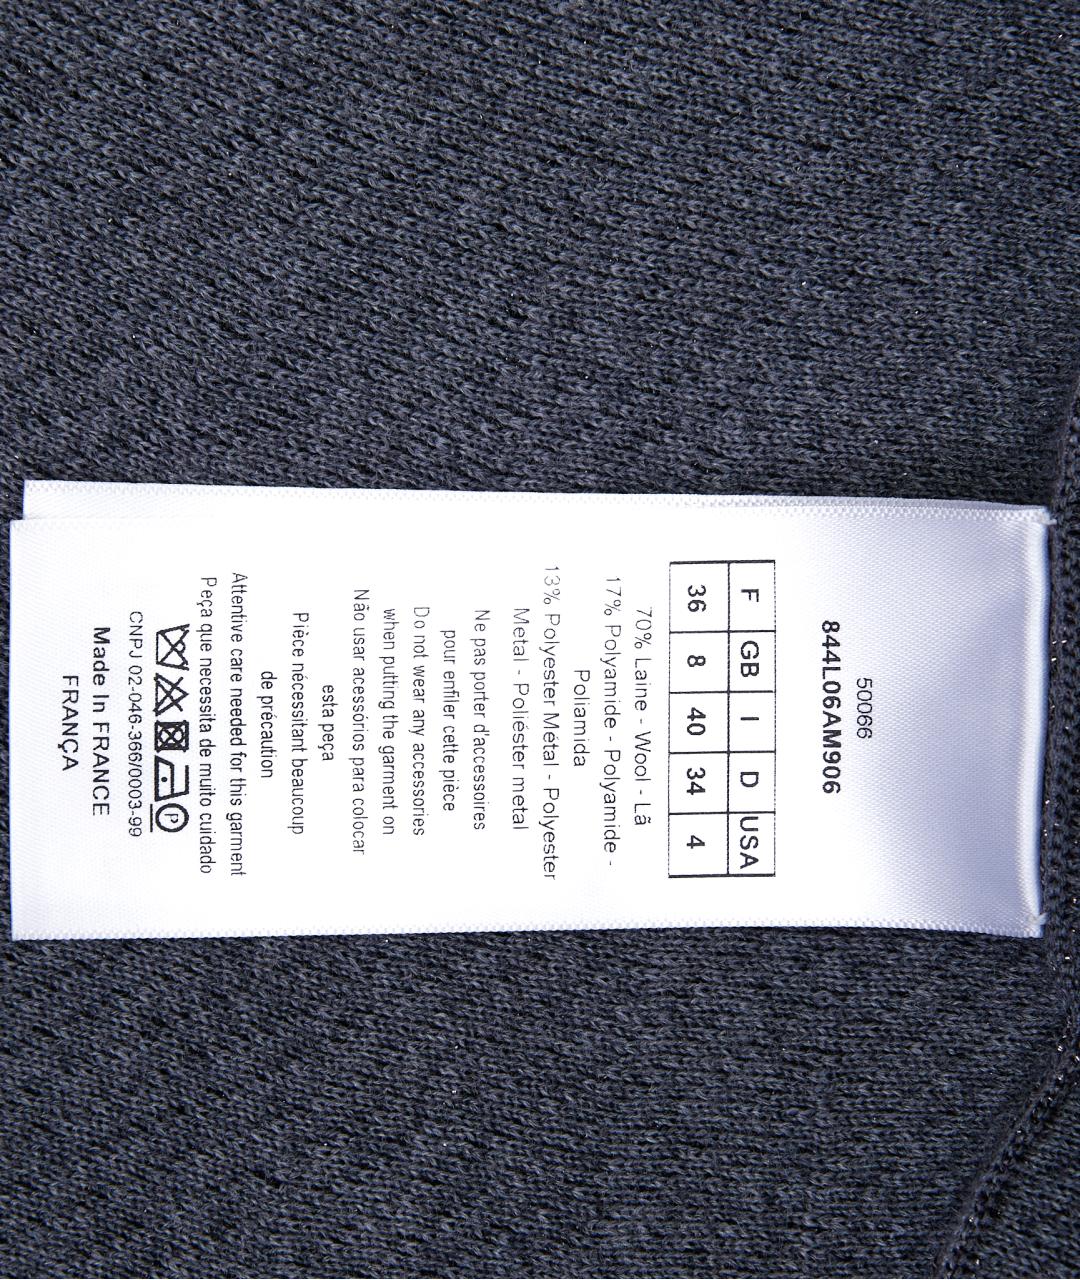 50066
844L06AM906
F GB I D USA
36 8 40 34 4
70% Laine - Wool - Lã
17% Polyamide - Polyamide -
Poliamida
13% Polyester Métal - Polyester
Metal - Poliéster metal
Ne pas porter d'accessoires
pour enfiler cette pièce
Do not wear any accessories
when putting the garment on
Não usar acessórios para colocar
esta peça
Pièce nécessitant beaucoup
de précaution
Attentive care needed for this garment
Peça que necessita de muito cuidado
P
CNPJ 02-046-366/0003-99
Made In FRANCE
FRANÇA